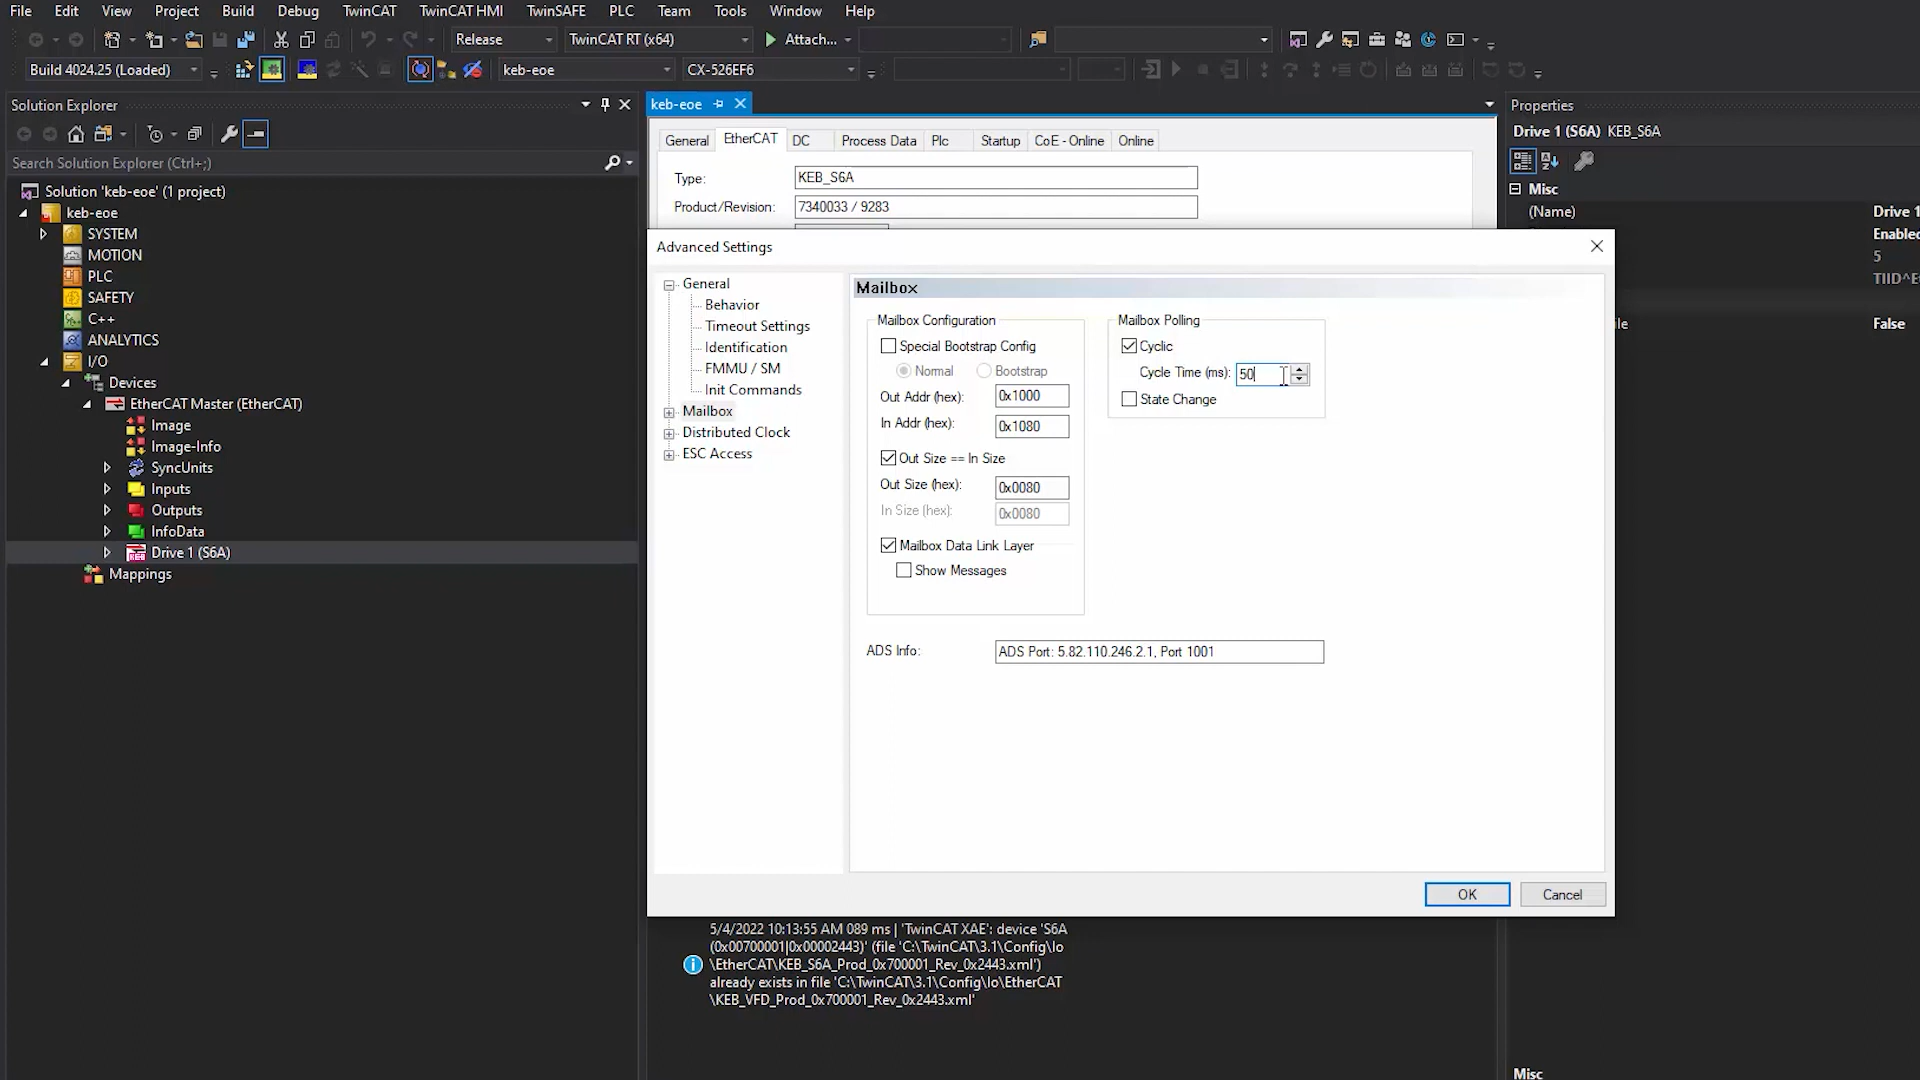 File Edit View Project Build Debug TwinCAT TwinCAT HMI TwinSAFE PLC Team Tools Window Help
Release TwinCAT RT (x64) Attach...
Build 4024.25 (Loaded) keb-eoe CX-526EF6
Solution Explorer
Search Solution Explorer (Ctrl+;)
Solution 'keb-eoe' (1 project)
keb-eoe
SYSTEM
MOTION
PLC
SAFETY
C++
ANALYTICS
I/O
Devices
EtherCAT Master (EtherCAT)
Image
Image-Info
SyncUnits
Inputs
Outputs
InfoData
Drive 1 (S6A)
Mappings
keb-eoe
General EtherCAT DC Process Data Plc Startup CoE - Online Online
Type: KEB_S6A
Product/Revision: 7340033 / 9283
Advanced Settings
General
Behavior
Timeout Settings
Identification
FMMU / SM
Init Commands
Mailbox
Distributed Clock
ESC Access
Mailbox
Mailbox Configuration
Special Bootstrap Config
Normal Bootstrap
Out Addr (hex): 0x1000
In Addr (hex): 0x1080
Out Size == In Size
Out Size (hex): 0x0080
In Size (hex): 0x0080
Mailbox Data Link Layer
Show Messages
Mailbox Polling
Cyclic
Cycle Time (ms): 50
State Change
ADS Info: ADS Port: 5.82.110.246.2.1, Port 1001
OK Cancel
5/4/2022 10:13:55 AM 089 ms | 'TwinCAT XAE': device 'S6A
(0x00700001|0x00002443)' (file 'C:\TwinCAT\3.1\Config\Io
\EtherCAT\KEB_S6A_Prod_0x700001_Rev_0x2443.xml')
already exists in file 'C:\TwinCAT\3.1\Config\Io\EtherCAT
\KEB_VFD_Prod_0x700001_Rev_0x2443.xml'
Properties
Drive 1 (S6A) KEB_S6A
Misc
(Name) Drive 1
Enabled
5
TIID^E
ile False
Misc